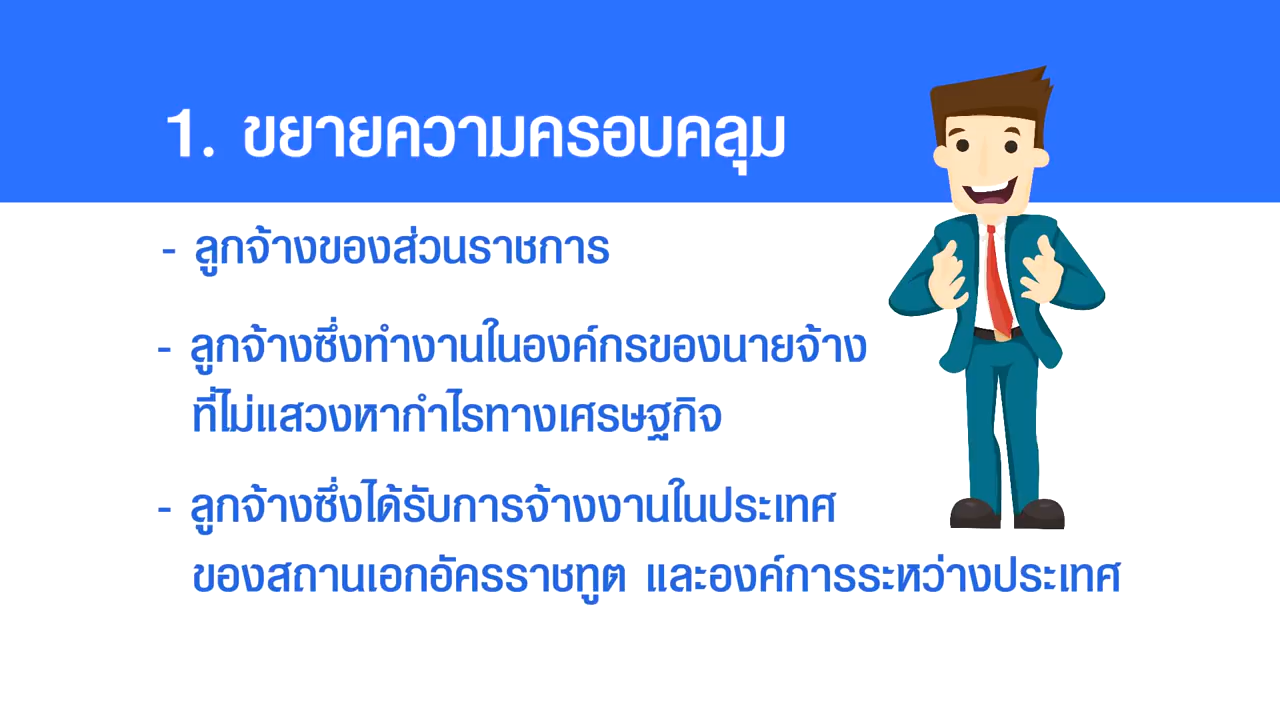 1. ขยายความครอบคลุม
- ลูกจ้างของส่วนราชการ
- ลูกจ้างซึ่งทำงานในองค์กรของนายจ้าง
ที่ไม่แสวงหากำไรทางเศรษฐกิจ
- ลูกจ้างซึ่งได้รับการจ้างงานในประเทศ
ของสถานเอกอัครราชทูต และองค์การระหว่างประเทศ